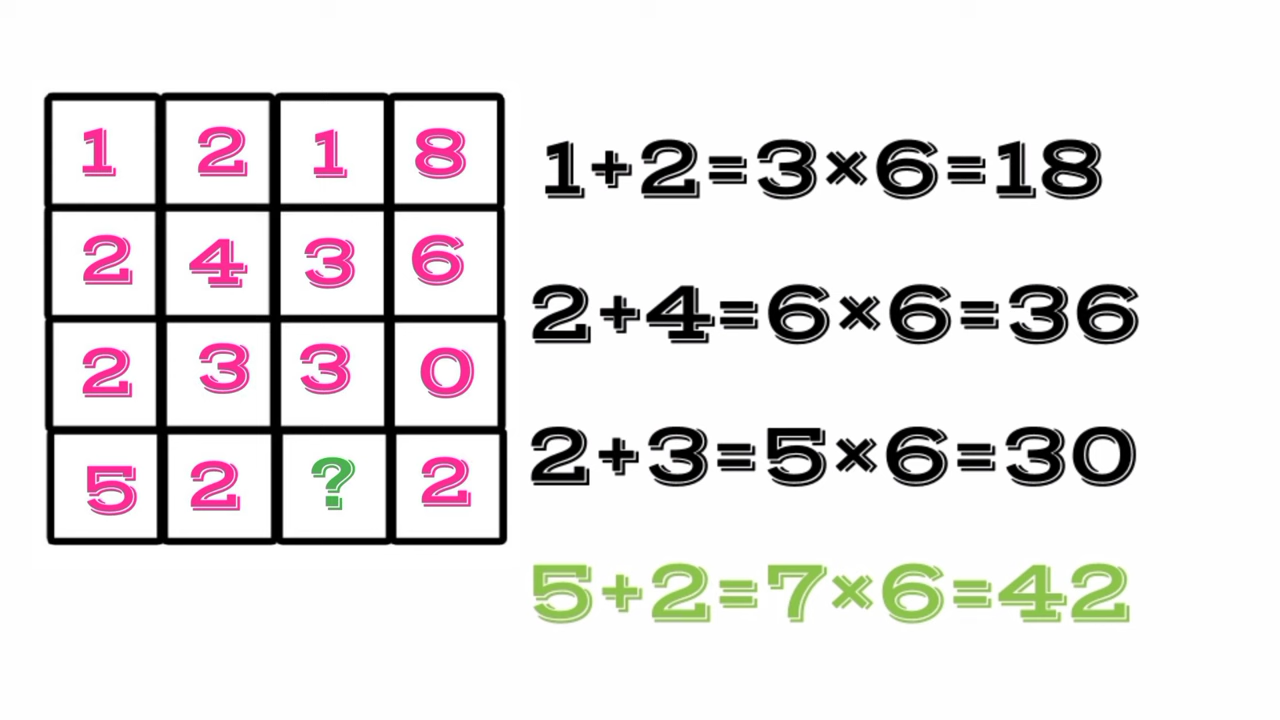 1 2 1 8
2 4 3 6
2 3 3 0
5 2 ? 2
1+2=3×6=18
2+4=6×6=36
2+3=5×6=30
5+2=7×6=42